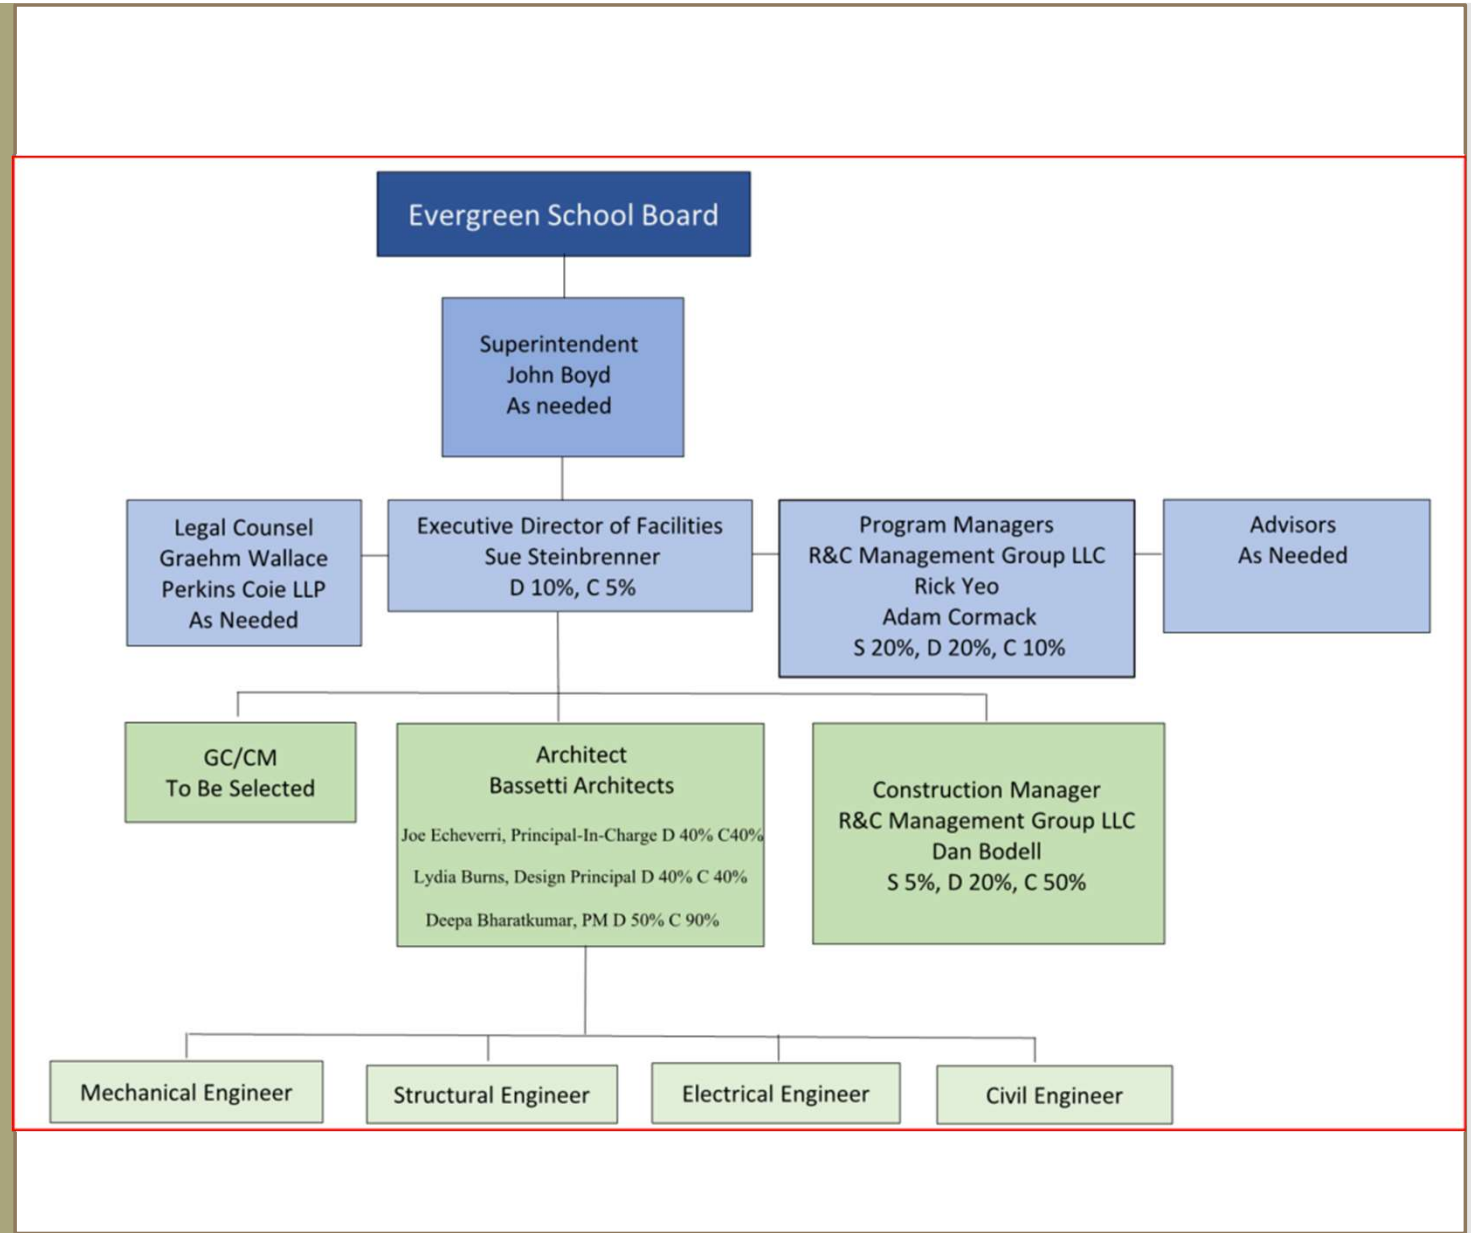 Evergreen School Board
Superintendent
John Boyd
As needed
Legal Counsel
Graehm Wallace
Perkins Coie LLP
As Needed
Executive Director of Facilities
Sue Steinbrenner
D 10%, C 5%
Program Managers
R&C Management Group LLC
Rick Yeo
Adam Cormack
S 20%, D 20%, C 10%
Advisors
As Needed
GC/CM
To Be Selected
Architect
Bassetti Architects
Joe Echeverri, Principal-In-Charge D 40% C40%
Lydia Burns, Design Principal D 40% C 40%
Deepa Bharatkumar, PM D 50% C 90%
Construction Manager
R&C Management Group LLC
Dan Bodell
S 5%, D 20%, C 50%
Mechanical Engineer
Structural Engineer
Electrical Engineer
Civil Engineer